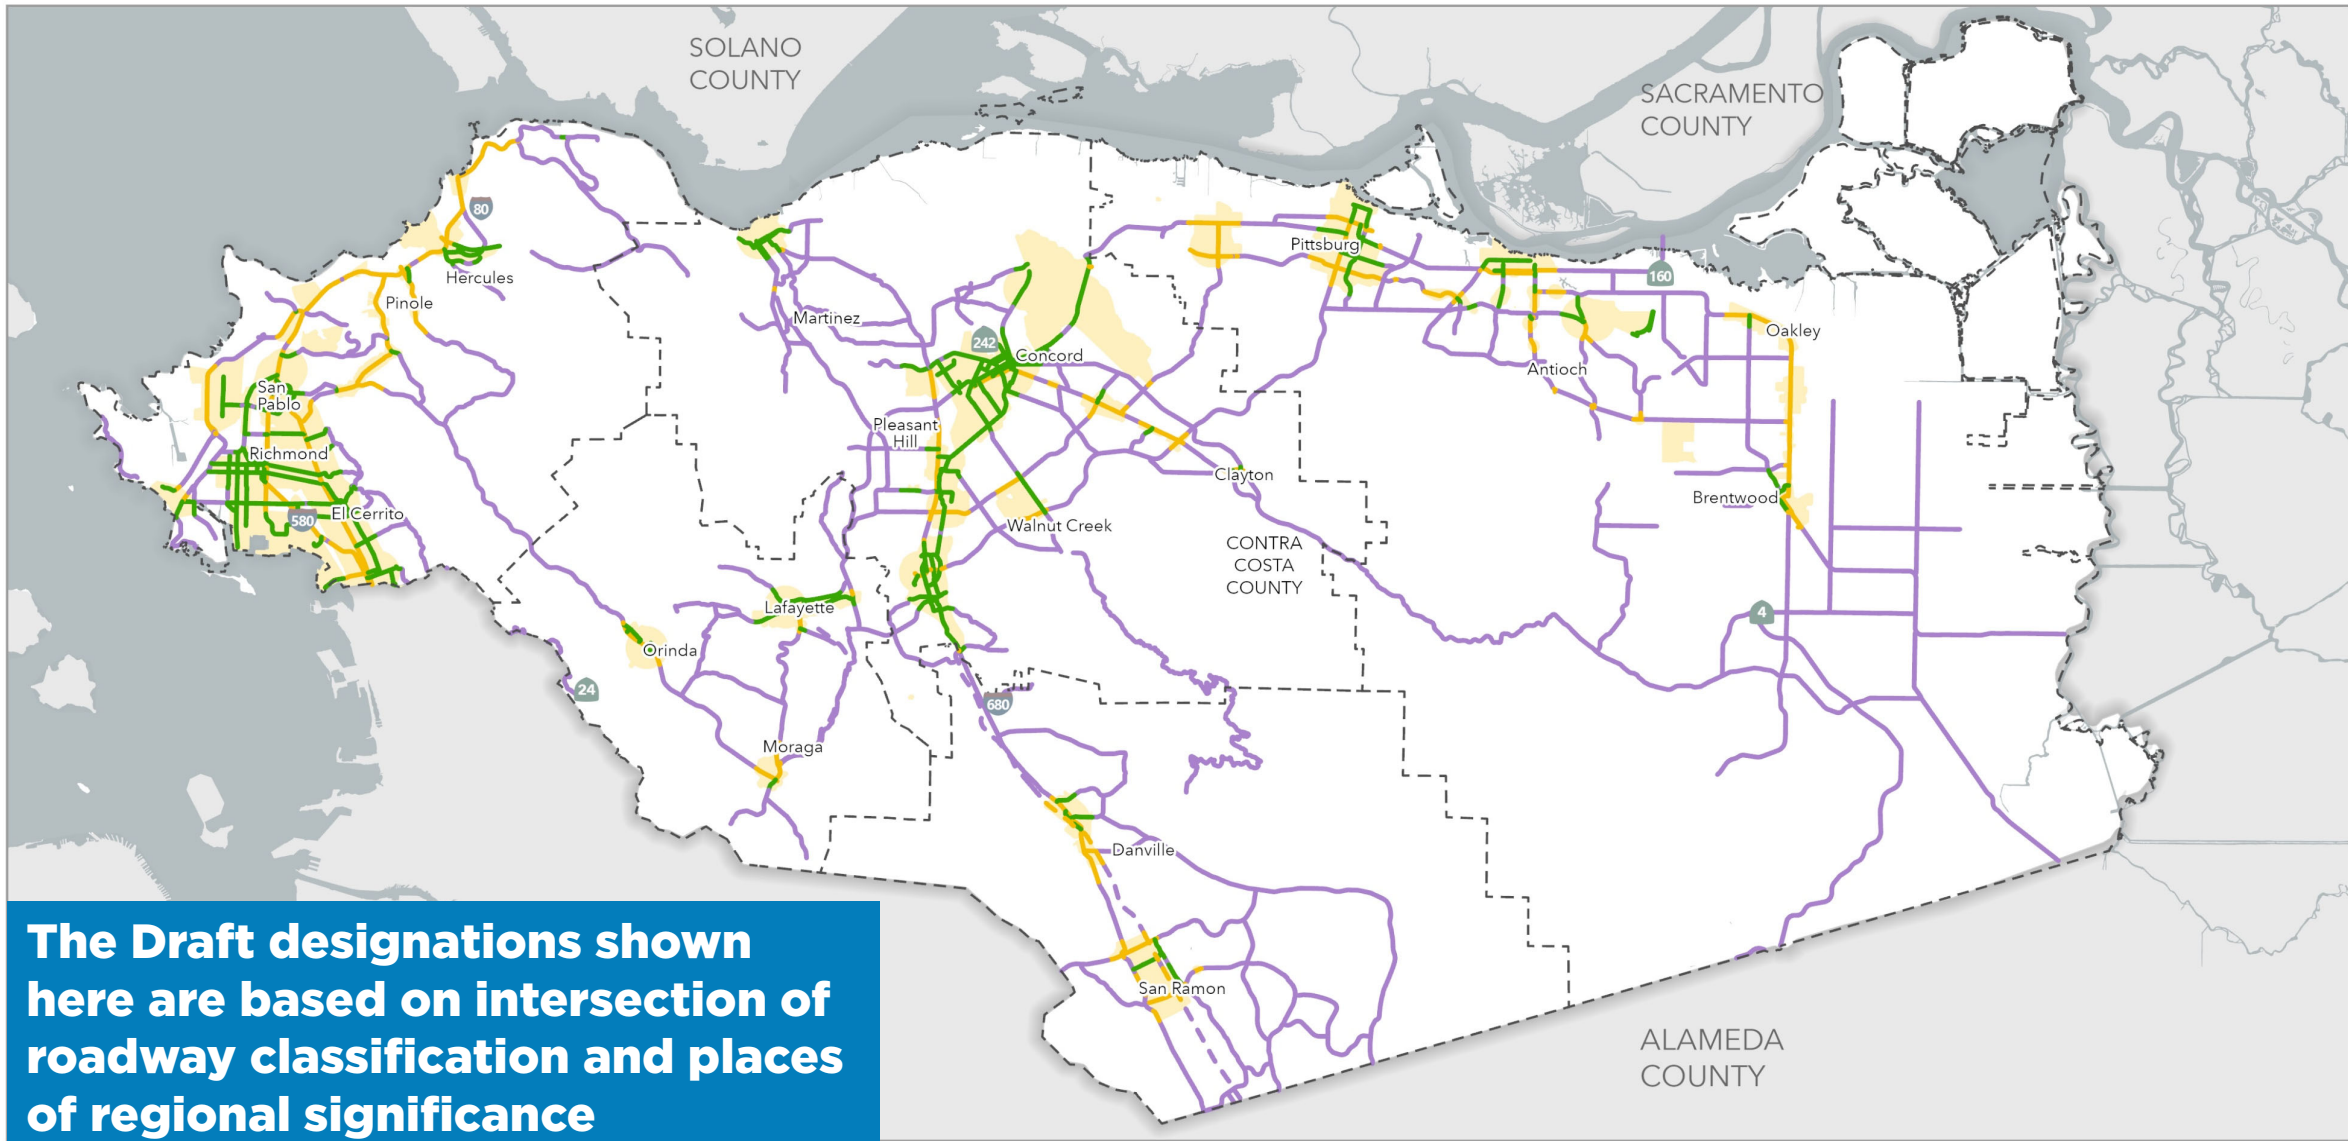 SOLANO
COUNTY
SACRAMENTO
COUNTY
80
Hercules
Pinole
Pittsburg
160
Martinez
Oakley
242
Concord
Antioch
San
Pablo
Pleasant
Hill
Richmond
Clayton
Brentwood
580
El Cerrito
Walnut Creek
CONTRA
COSTA
COUNTY
Lafayette
4
Orinda
24
680
Moraga
Danville
San Ramon
ALAMEDA
COUNTY
The Draft designations shown
here are based on intersection of
roadway classification and places
of regional significance